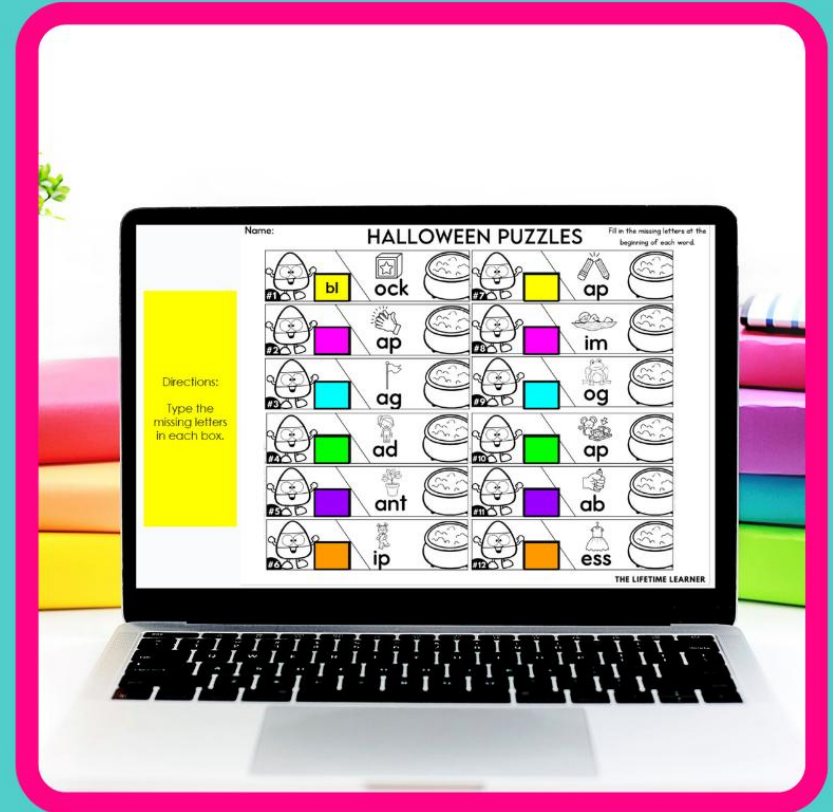 Name:
HALLOWEEN PUZZLES
Fill in the missing letters at the
beginning of each word.
Directions:
Type the
missing letters
in each box.
#1 bl ock
#2 ap
#3 ag
#4 ad
#5 ant
#6 ip
#7 ap
#8 im
#9 og
#10 ap
#11 ab
#12 ess
THE LIFETIME LEARNER